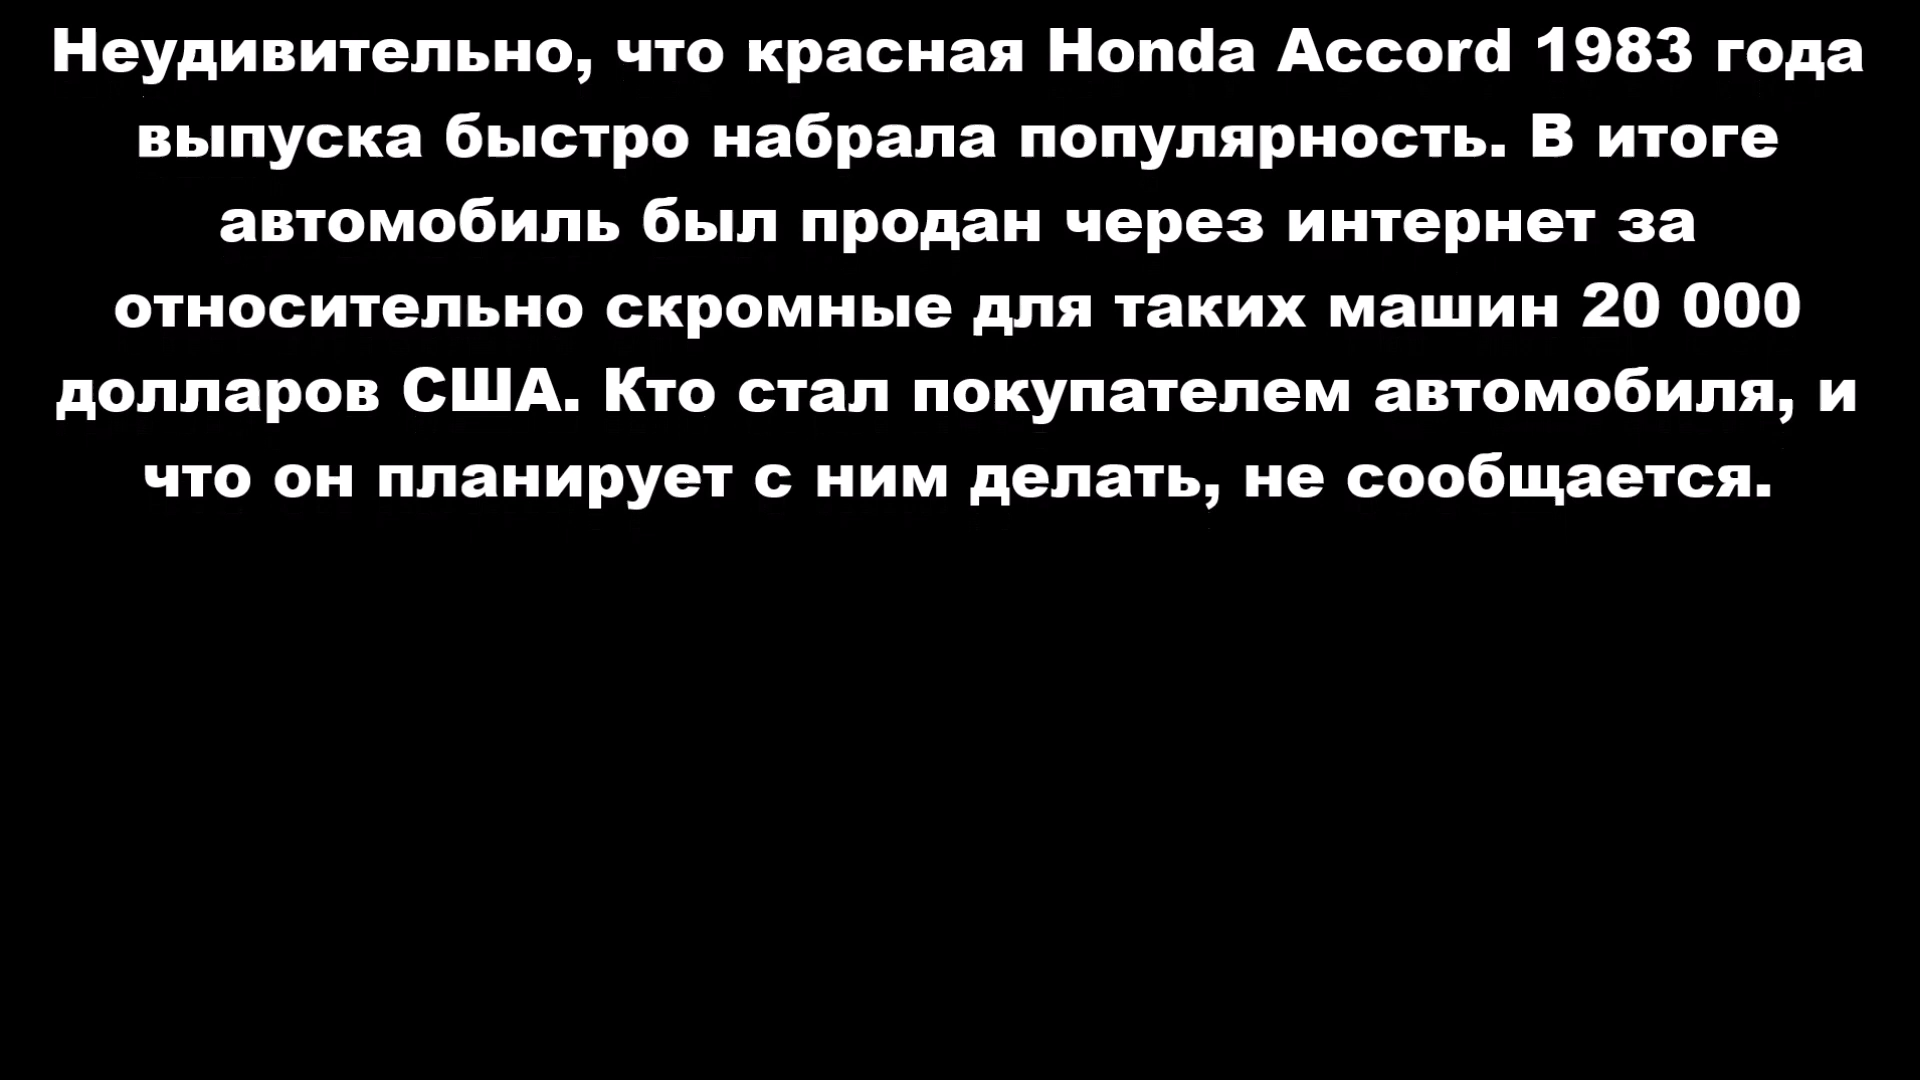 Неудивительно, что красная Honda Accord 1983 года
выпуска быстро набрала популярность. В итоге
автомобиль был продан через интернет за
относительно скромные для таких машин 20 000
долларов США. Кто стал покупателем автомобиля, и
что он планирует с ним делать, не сообщается.